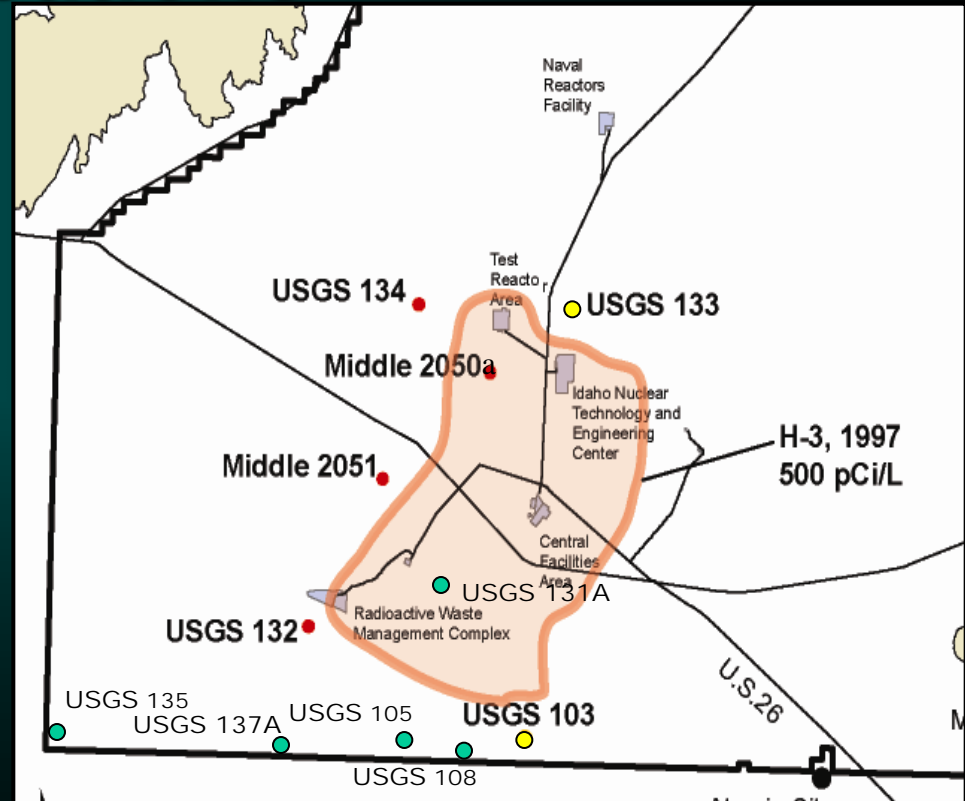 Naval
Reactors
Facility
Test
Reactor
Area
USGS 134
USGS 133
Middle 2050a
Idaho Nuclear
Technology and
Engineering
Center
H-3, 1997
500 pCi/L
Middle 2051
Central
Facilities
Area
USGS 131A
Radioactive Waste
Management Complex
USGS 132
U.S.26
USGS 135
USGS 137A
USGS 105
USGS 103
USGS 108
M